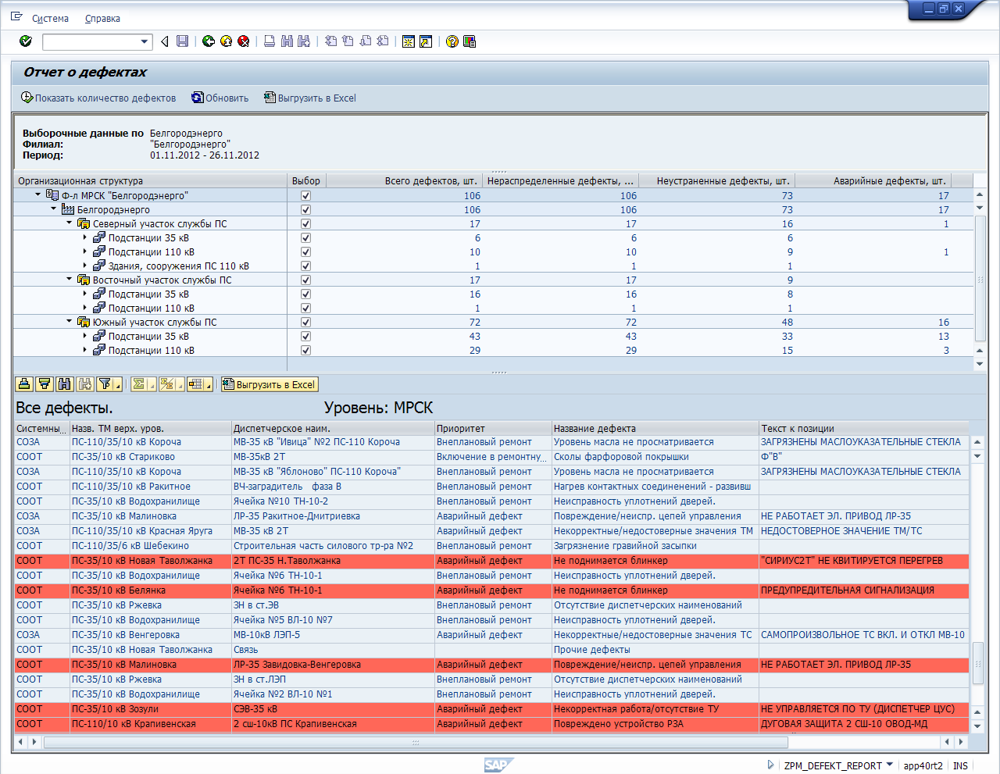 Система Справка
Отчет о дефектах
Показать количество дефектов Обновить Выгрузить в Excel
Выборочные данные по Белгородэнерго
Филиал: "Белгородэнерго"
Период: 01.11.2012 - 26.11.2012
Организационная структура Выбор Всего дефектов, шт. Нераспределенные дефекты, ... Неустраненные дефекты, шт. Аварийные дефекты, шт.
Ф-л МРСК "Белгородэнерго" 106 106 73 17
Белгородэнерго 106 106 73 17
Северный участок службы ПС 17 17 16 1
Подстанции 35 кВ 6 6 6
Подстанции 110 кВ 10 10 9 1
Здания, сооружения ПС 110 кВ 1 1 1
Восточный участок службы ПС 17 17 9
Подстанции 35 кВ 16 16 8
Подстанции 110 кВ 1 1 1
Южный участок службы ПС 72 72 48 16
Подстанции 35 кВ 43 43 33 13
Подстанции 110 кВ 29 29 15 3
Выгрузить в Excel
Все дефекты. Уровень: МРСК
Системны... Назв. ТМ верх. уров. Диспетчерское наим. Приоритет Название дефекта Текст к позиции
СОЗА ПС-110/35/10 кВ Короча МВ-35 кВ "Ивица" №2 ПС-110 Короча Внеплановый ремонт Уровень масла не просматривается ЗАГРЯЗНЕНЫ МАСЛОУКАЗАТЕЛЬНЫЕ СТЕКЛА
СООТ ПС-35/10 кВ Стариково МВ-35кВ 2Т Включение в ремонтну... Сколы фарфоровой покрышки Ф"В"
СОЗА ПС-110/35/10 кВ Короча МВ-35 кВ "Яблоново" ПС-110 Короча" Внеплановый ремонт Уровень масла не просматривается ЗАГРЯЗНЕНЫ МАСЛОУКАЗАТЕЛЬНЫЕ СТЕКЛА
СООТ ПС-110/35/10 кВ Ракитное ВЧ-заградитель фаза В Внеплановый ремонт Нагрев контактных соединенений - развивш
СООТ ПС-35/10 кВ Водохранилище Ячейка №10 ТН-10-2 Внеплановый ремонт Неисправность уплотнений дверей.
СОЗА ПС-35/10 кВ Малиновка ЛР-35 Ракитное-Дмитриевка Аварийный дефект Повреждение/неиспр. цепей управления НЕ РАБОТАЕТ ЭЛ. ПРИВОД ЛР-35
СОЗА ПС-110/35/10 кВ Красная Яруга МВ-35 кВ 2Т Аварийный дефект Некорректные/недостоверные значения ТМ НЕДОСТОВЕРНОЕ ЗНАЧЕНИЕ ТМ/ТС
СООТ ПС-110/35/6 кВ Шебекино Строительная часть силового тр-ра №2 Внеплановый ремонт Загрязнение гравийной засыпки
СООТ ПС-35/10 кВ Новая Таволжанка 2Т ПС-35 Н.Таволжанка Аварийный дефект Не поднимается блинкер "СИРИУС2Т" НЕ КВИТИРУЕТСЯ ПЕРЕГРЕВ
СООТ ПС-35/10 кВ Водохранилище Ячейка №6 ТН-10-1 Внеплановый ремонт Неисправность уплотнений дверей.
СООТ ПС-35/10 кВ Белянка Ячейка №6 ТН-10-1 Аварийный дефект Не поднимается блинкер ПРЕДУПРЕДИТЕЛЬНАЯ СИГНАЛИЗАЦИЯ
СООТ ПС-35/10 кВ Ржевка ЗН в ст.ЭВ Внеплановый ремонт Отсутствие диспетчерских наименований
СООТ ПС-35/10 кВ Водохранилище Ячейка №5 ВЛ-10 №7 Внеплановый ремонт Неисправность уплотнений дверей.
СОЗА ПС-35/10 кВ Венгеровка МВ-10кВ ЛЭП-5 Аварийный дефект Некорректные/недостоверные значения ТС САМОПРОИЗВОЛЬНОЕ ТС ВКЛ. И ОТКЛ МВ-10
СООТ ПС-35/10 кВ Новая Таволжанка Связь Прочие дефекты
СООТ ПС-35/10 кВ Малиновка ЛР-35 Завидовка-Венгеровка Аварийный дефект Повреждение/неиспр. цепей управления НЕ РАБОТАЕТ ЭЛ. ПРИВОД ЛР-35
СООТ ПС-35/10 кВ Ржевка ЗН в ст.ЛЭП Внеплановый ремонт Отсутствие диспетчерских наименований
СООТ ПС-35/10 кВ Водохранилище Ячейка №2 ВЛ-10 №1 Внеплановый ремонт Неисправность уплотнений дверей.
СООТ ПС-35/10 кВ Зозули СЭВ-35 кВ Аварийный дефект Некорректная работа/отсутствие ТУ НЕ УПРАВЛЯЕТСЯ ПО ТУ (ДИСПЕТЧЕР ЦУС)
СООТ ПС-110/10 кВ Крапивенская 2 сш-10кВ ПС Крапивенская Аварийный дефект Повреждено устройство РЗА ДУГОВАЯ ЗАЩИТА 2 СШ-10 ОВОД-МД
SAP ZPM_DEFEKT_REPORT app40rt2 INS